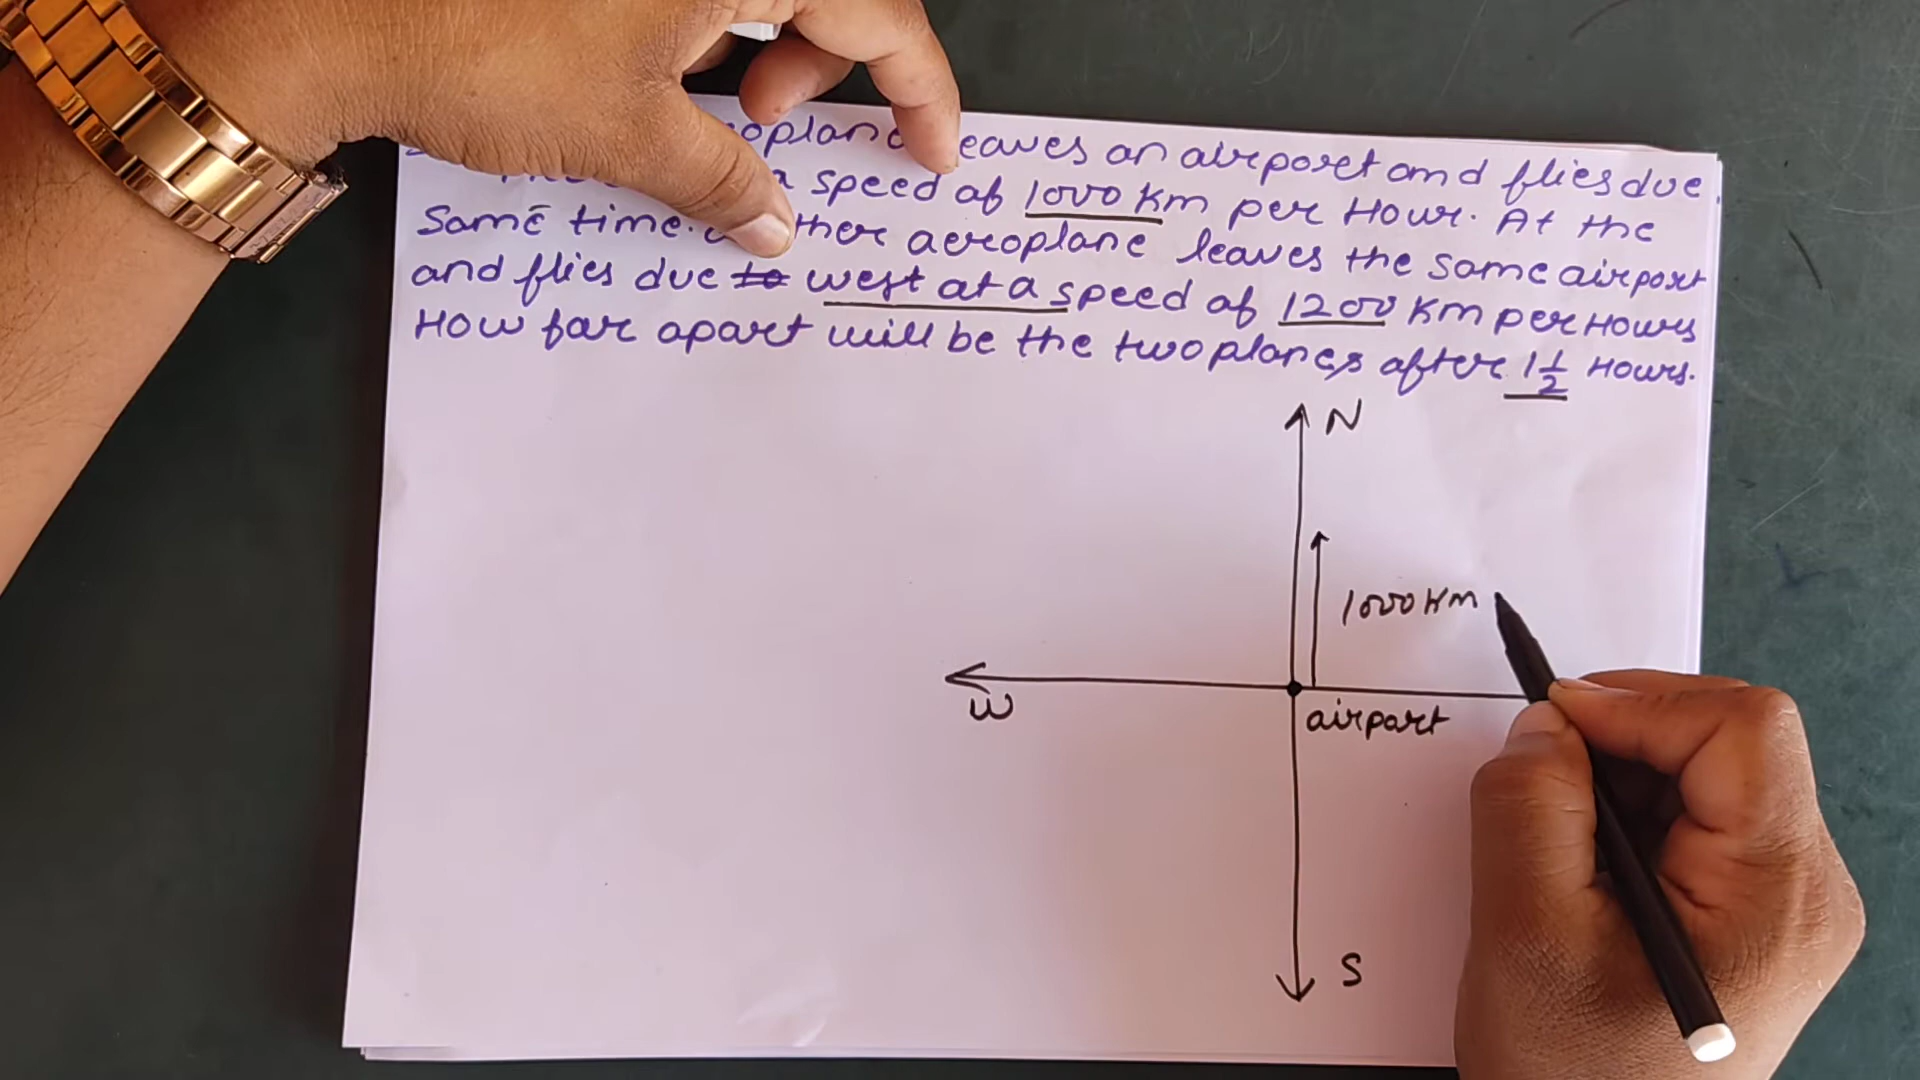 leaves an airport and flies due
a speed of 1000 Km per Hour. At the
Same time. aeroplane leaves the same airport
and flies due to west at a speed of 1200 Km per Hours
How far apart will be the two planes after 1 1/2 Hours.
N
1000 Km
W
airport
S